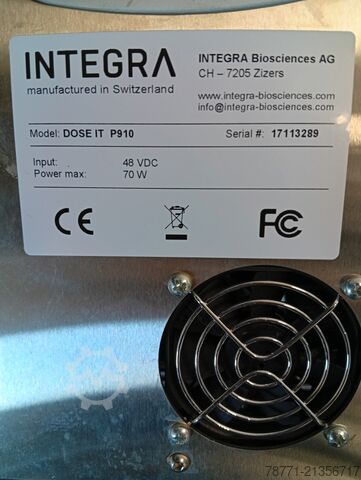 INTEGRA
manufactured in Switzerland
INTEGRA Biosciences AG
CH – 7205 Zizers
www.integra-biosciences.com
info@integra-biosciences.com
Model: DOSE IT P910
Serial #: 17113289
Input: 48 VDC
Power max: 70 W
CE
FC
78771-21356717